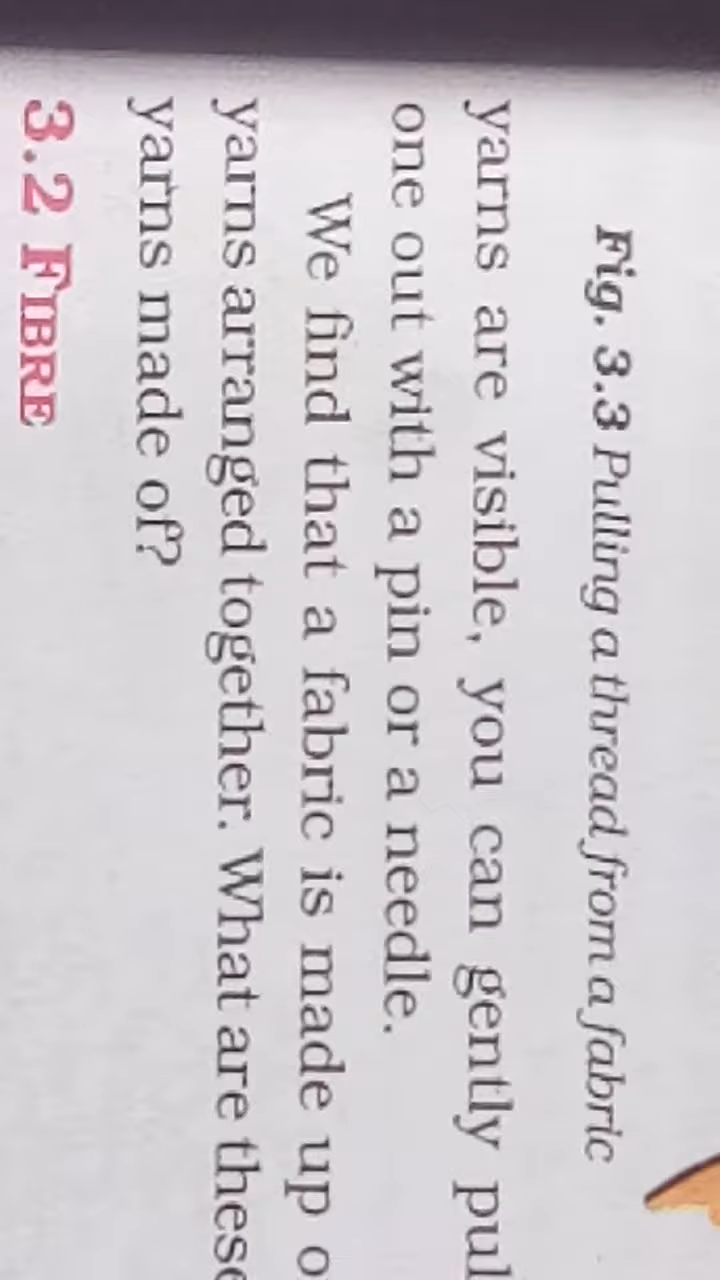 Fig. 3.3 Pulling a thread from a fabric
yarns are visible, you can gently pul
one out with a pin or a needle.
We find that a fabric is made up o
yarns arranged together. What are these
yarns made of?
3.2 FIBRE